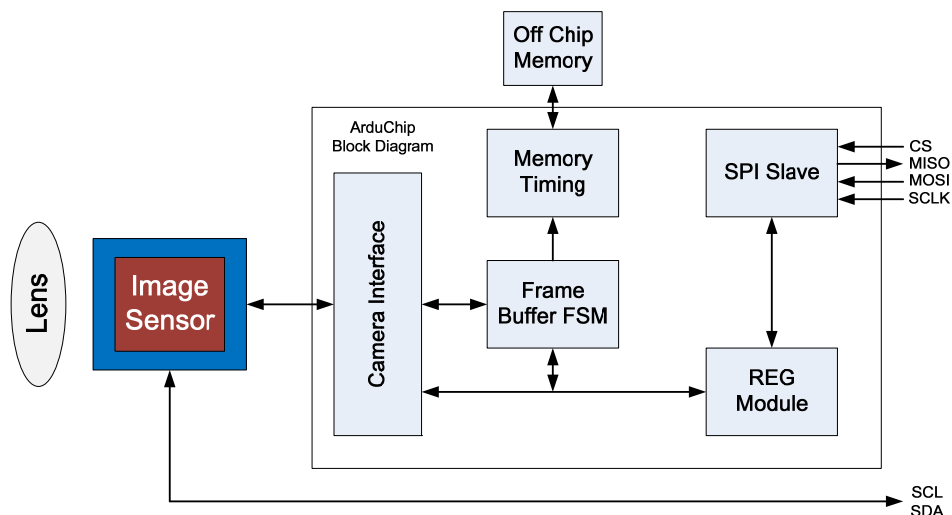 Off Chip
Memory
ArduChip
Block Diagram
Memory
Timing
SPI Slave
CS
MISO
MOSI
SCLK
Lens
Image
Sensor
Camera Interface
Frame
Buffer FSM
REG
Module
SCL
SDA